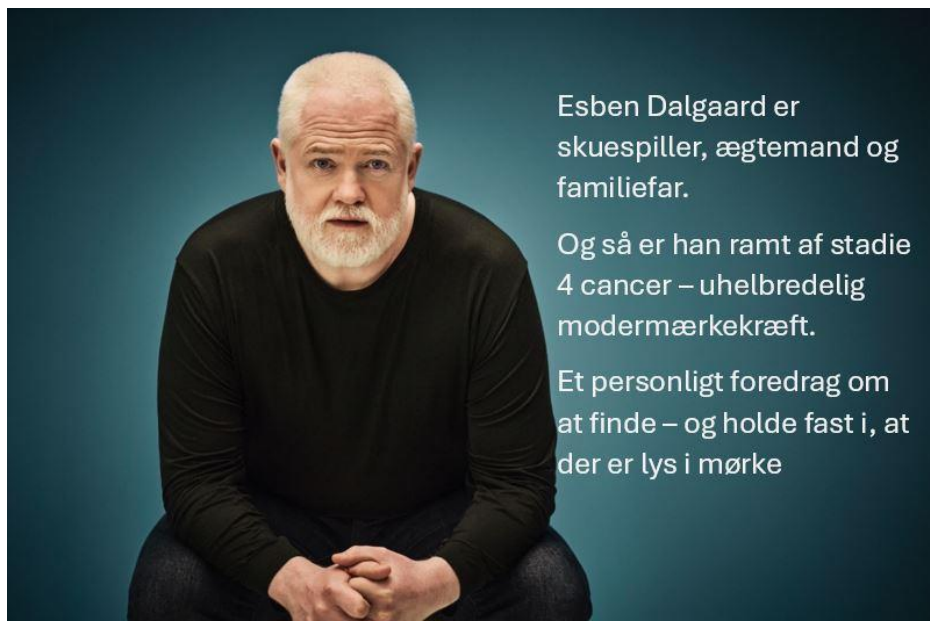 Esben Dalgaard er
skuespiller, ægtemand og
familiefar.
Og så er han ramt af stadie
4 cancer – uhelbredelig
modermærkekræft.
Et personligt foredrag om
at finde – og holde fast i, at
der er lys i mørke